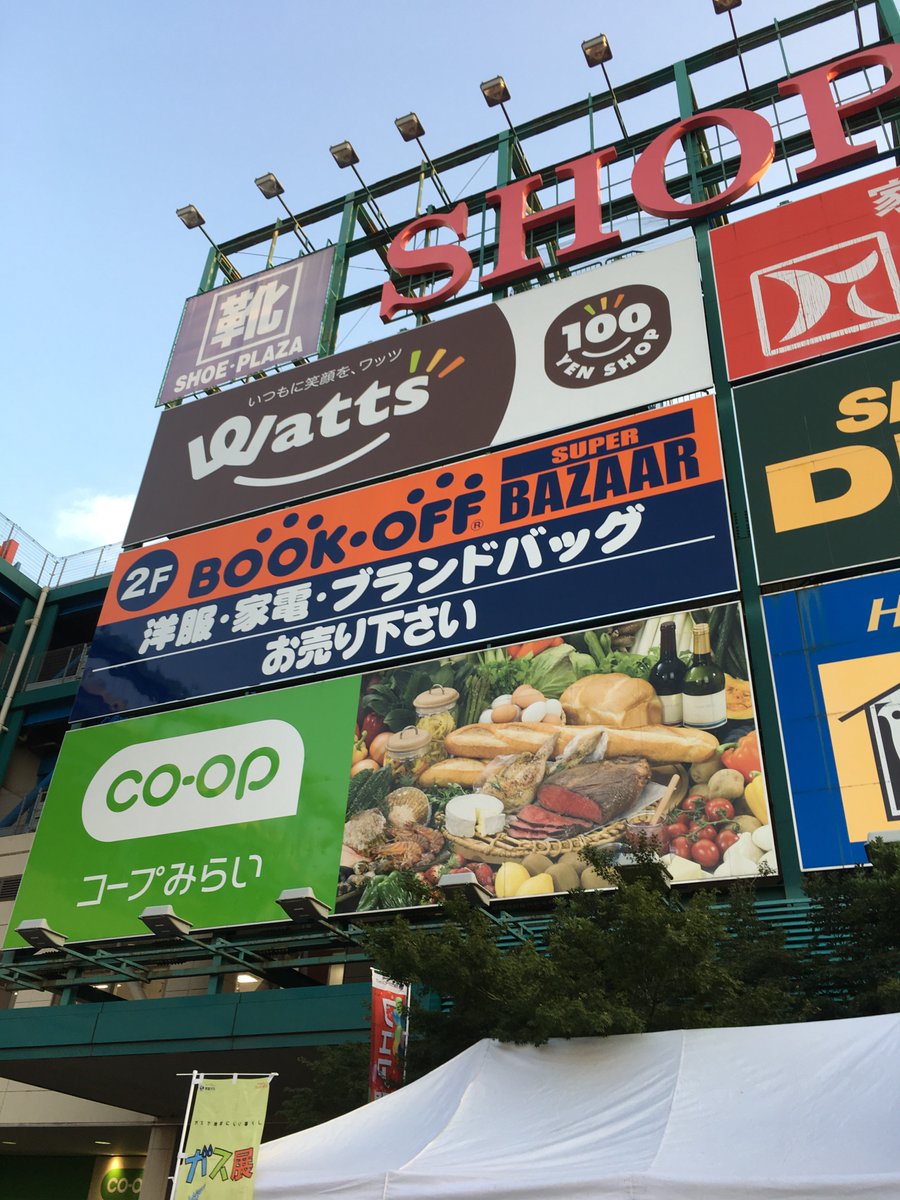 SHOP
靴
SHOE・PLAZA
いつもに笑顔を、ワッツ
Watts
100
YEN SHOP
2F
BOOK・OFF®
SUPER
BAZAAR
洋服・家電・ブランドバッグ
お売り下さい
co-op
コープみらい
家
D
H
ガス展
co-